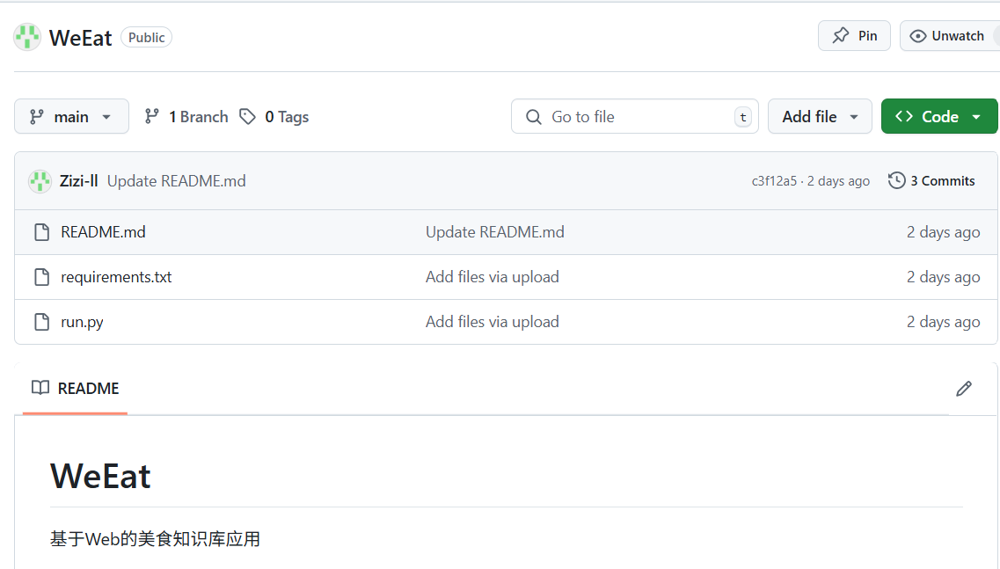 WeEat Public Pin Unwatch
main 1 Branch 0 Tags Go to file t Add file Code
Zizi-ll Update README.md c3f12a5 · 2 days ago 3 Commits
README.md Update README.md 2 days ago
requirements.txt Add files via upload 2 days ago
run.py Add files via upload 2 days ago
README
WeEat
基于Web的美食知识库应用